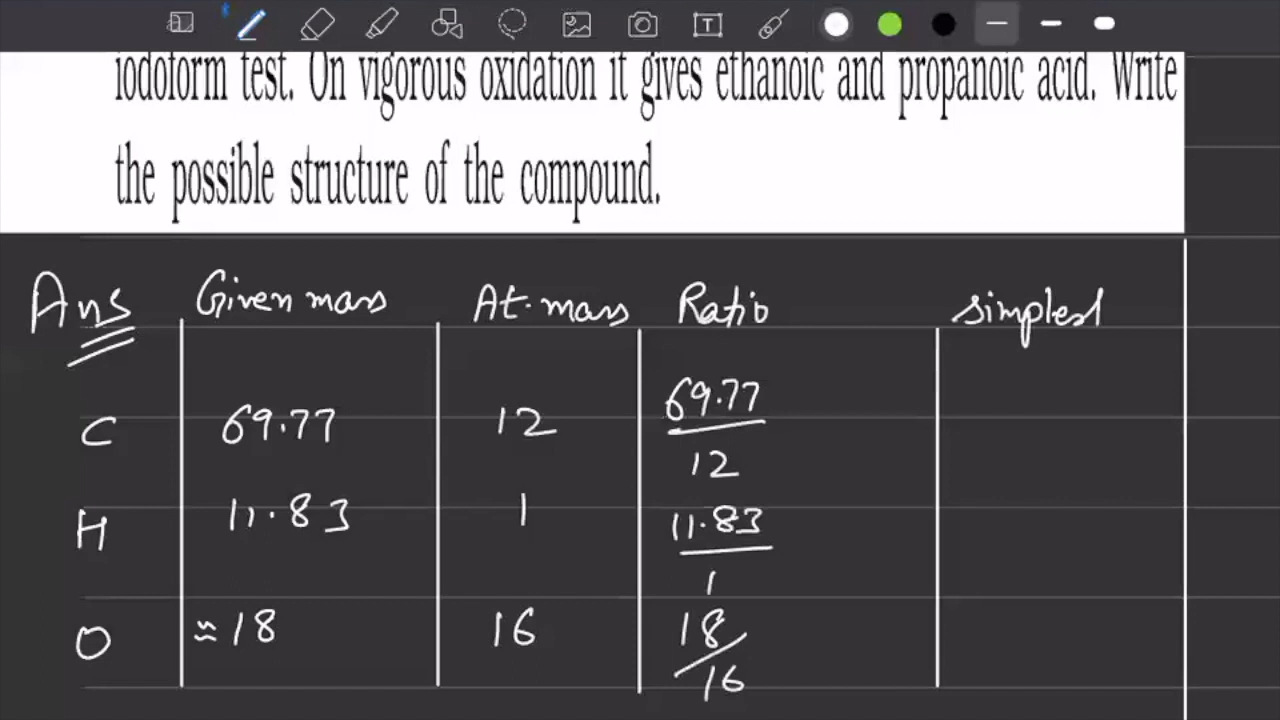 iodoform test. On vigorous oxidation it gives ethanoic and propanoic acid. Write
the possible structure of the compound.
Ans Given mass At. mass Ratio simplest
C 69.77 12 69.77/12
H 11.83 1 11.83/1
O ≈18 16 18/16